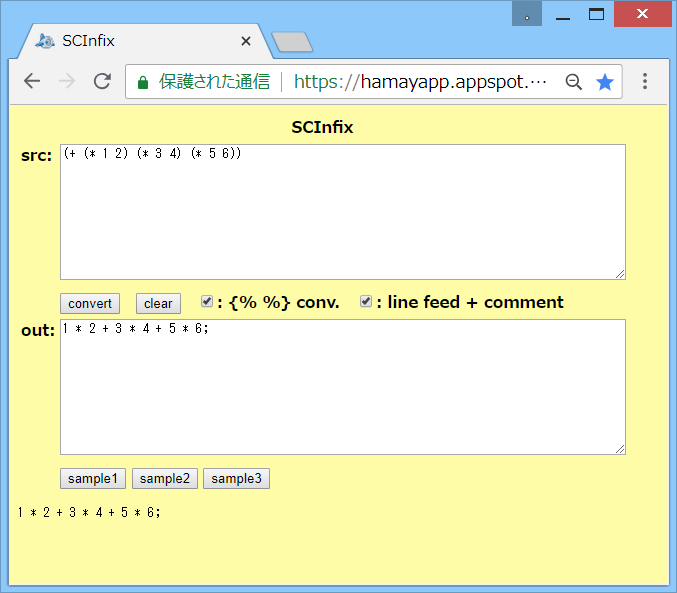 SCInfix
保護された通信 https://hamayapp.appspot.…
SCInfix
src: (+ (* 1 2) (* 3 4) (* 5 6))
convert clear : {% %} conv. : line feed + comment
out: 1 * 2 + 3 * 4 + 5 * 6;
sample1 sample2 sample3
1 * 2 + 3 * 4 + 5 * 6;